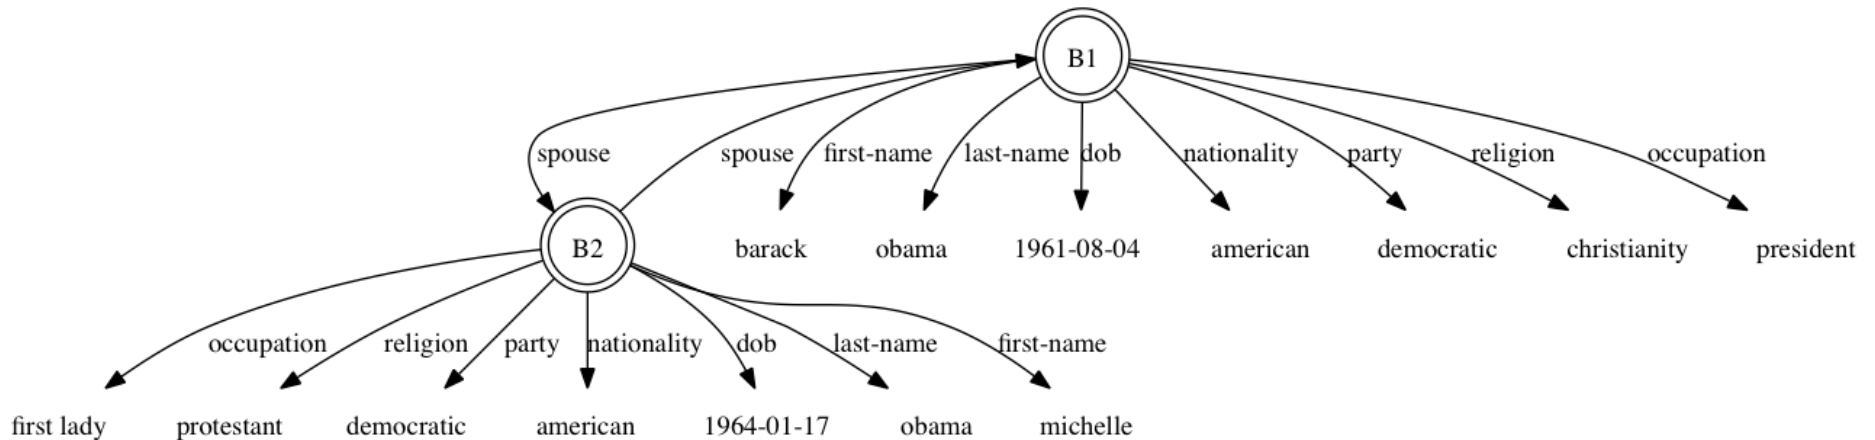 B1
spouse spouse first-name last-name dob nationality party religion occupation
B2 barack obama 1961-08-04 american democratic christianity president
occupation religion party nationality dob last-name first-name
first lady protestant democratic american 1964-01-17 obama michelle